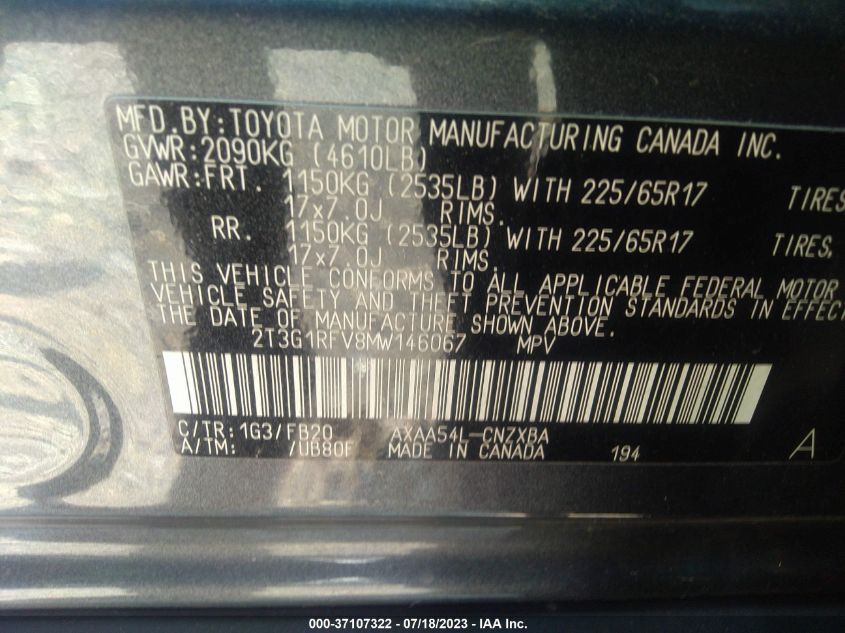 MFD.BY:TOYOTA MOTOR MANUFACTURING CANADA INC.
GVWR:2090KG (4610LB)
GAWR:FRT. 1150KG (2535LB) WITH 225/65R17 TIRES
17x7.0J RIMS.
RR. 1150KG (2535LB) WITH 225/65R17 TIRES,
17x7.0J RIMS.
THIS VEHICLE CONFORMS TO ALL APPLICABLE FEDERAL MOTOR
VEHICLE SAFETY AND THEFT PREVENTION STANDARDS IN EFFECT
THE DATE OF MANUFACTURE SHOWN ABOVE.
2T3G1RFV8MW146067 MPV
C/TR:1G3/FB20 AXAA54L-CNZXBA
A/TM: /UB80F MADE IN CANADA 194 A
000-37107322 - 07/18/2023 - IAA Inc.